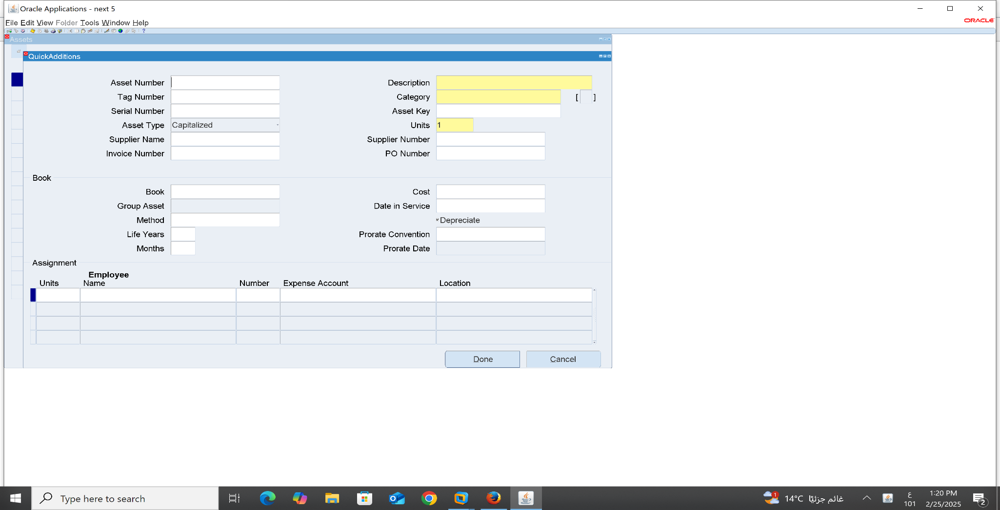 Oracle Applications - next 5
File Edit View Folder Tools Window Help
ORACLE
Assets
QuickAdditions
Asset Number
Description
Tag Number
Category
[ ]
Serial Number
Asset Key
Asset Type Capitalized
Units 1
Supplier Name
Supplier Number
Invoice Number
PO Number
Book
Book
Cost
Group Asset
Date in Service
Method
Depreciate
Life Years
Prorate Convention
Months
Prorate Date
Assignment
Employee
Units Name Number Expense Account Location
Done Cancel
Type here to search
1
14°C غائم جزئيًا
ع
101
1:20 PM
2/25/2025
2